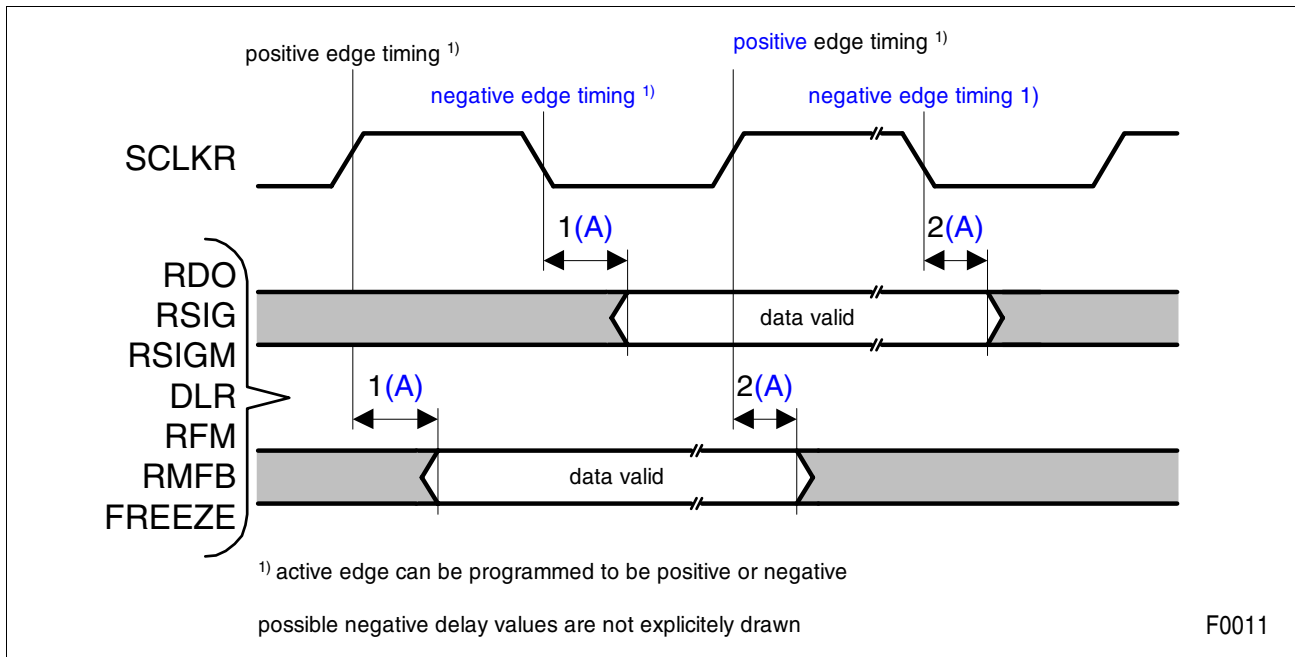 positive edge timing 1)
positive edge timing 1)
negative edge timing 1)
negative edge timing 1)
SCLKR
1(A)
2(A)
RDO
RSIG
data valid
RSIGM
1(A)
2(A)
DLR
RFM
RMFB
data valid
FREEZE
1) active edge can be programmed to be positive or negative
possible negative delay values are not explicitely drawn
F0011